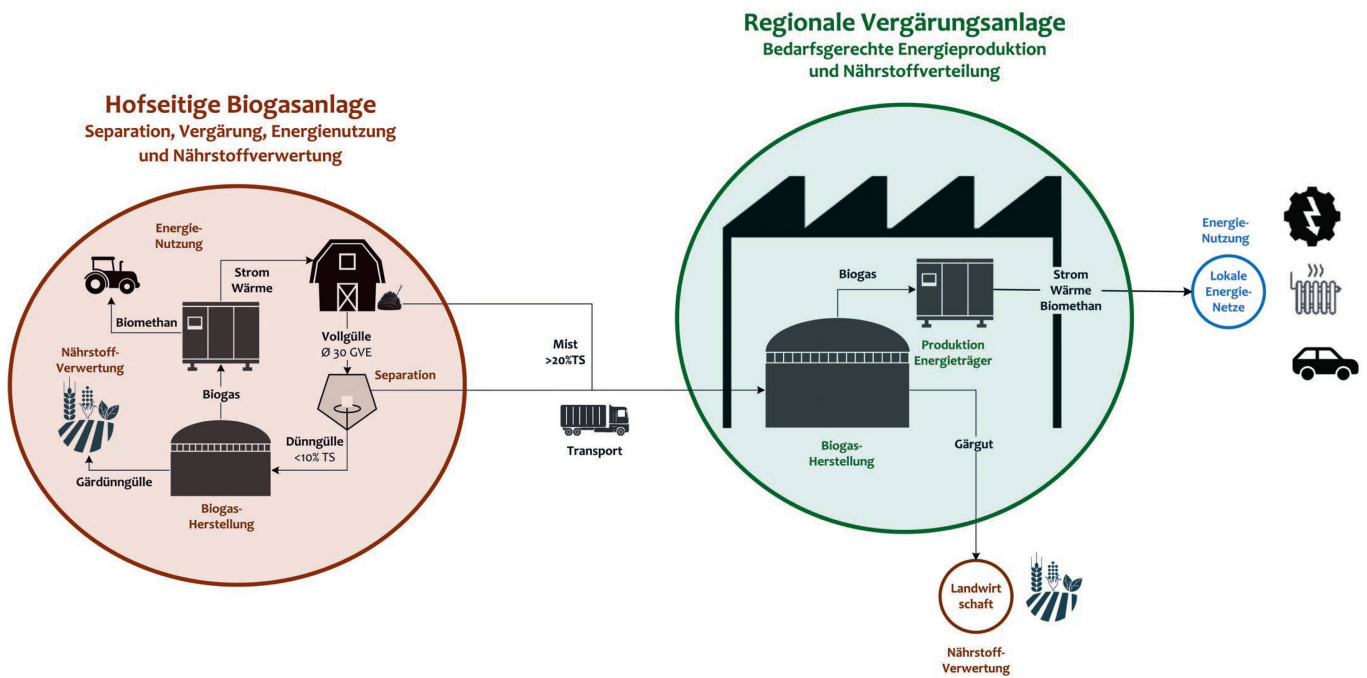 Regionale Vergärungsanlage
Bedarfsgerechte Energieproduktion
und Nährstoffverteilung
Hofseitige Biogasanlage
Separation, Vergärung, Energienutzung
und Nährstoffverwertung
Energie-
Nutzung
Strom
Wärme
Biomethan
Vollgülle
Ø 30 GVE
Nährstoff-
Verwertung
Separation
Biogas
Dünngülle
<10% TS
Gärdünngülle
Biogas-
Herstellung
Mist
>20%TS
Transport
Biogas
Strom
Wärme
Biomethan
Produktion
Energieträger
Biogas-
Herstellung
Gärgut
Energie-
Nutzung
Lokale
Energie-
Netze
Landwirt
schaft
Nährstoff-
Verwertung